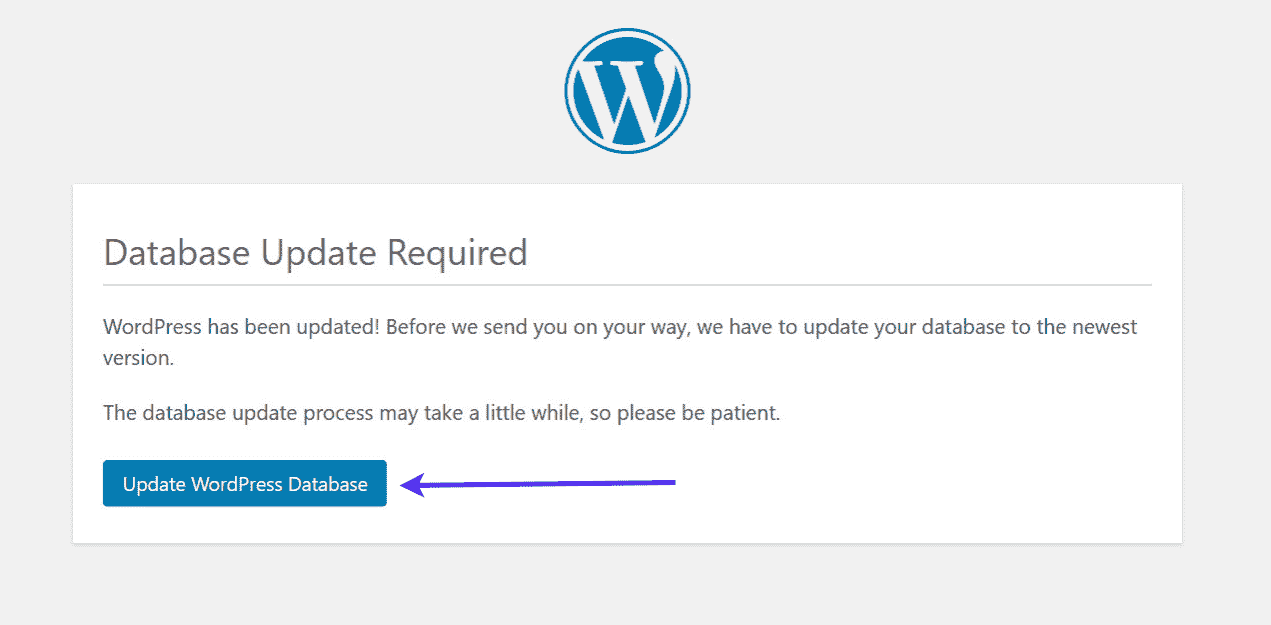 Database Update Required
WordPress has been updated! Before we send you on your way, we have to update your database to the newest
version.
The database update process may take a little while, so please be patient.
Update WordPress Database